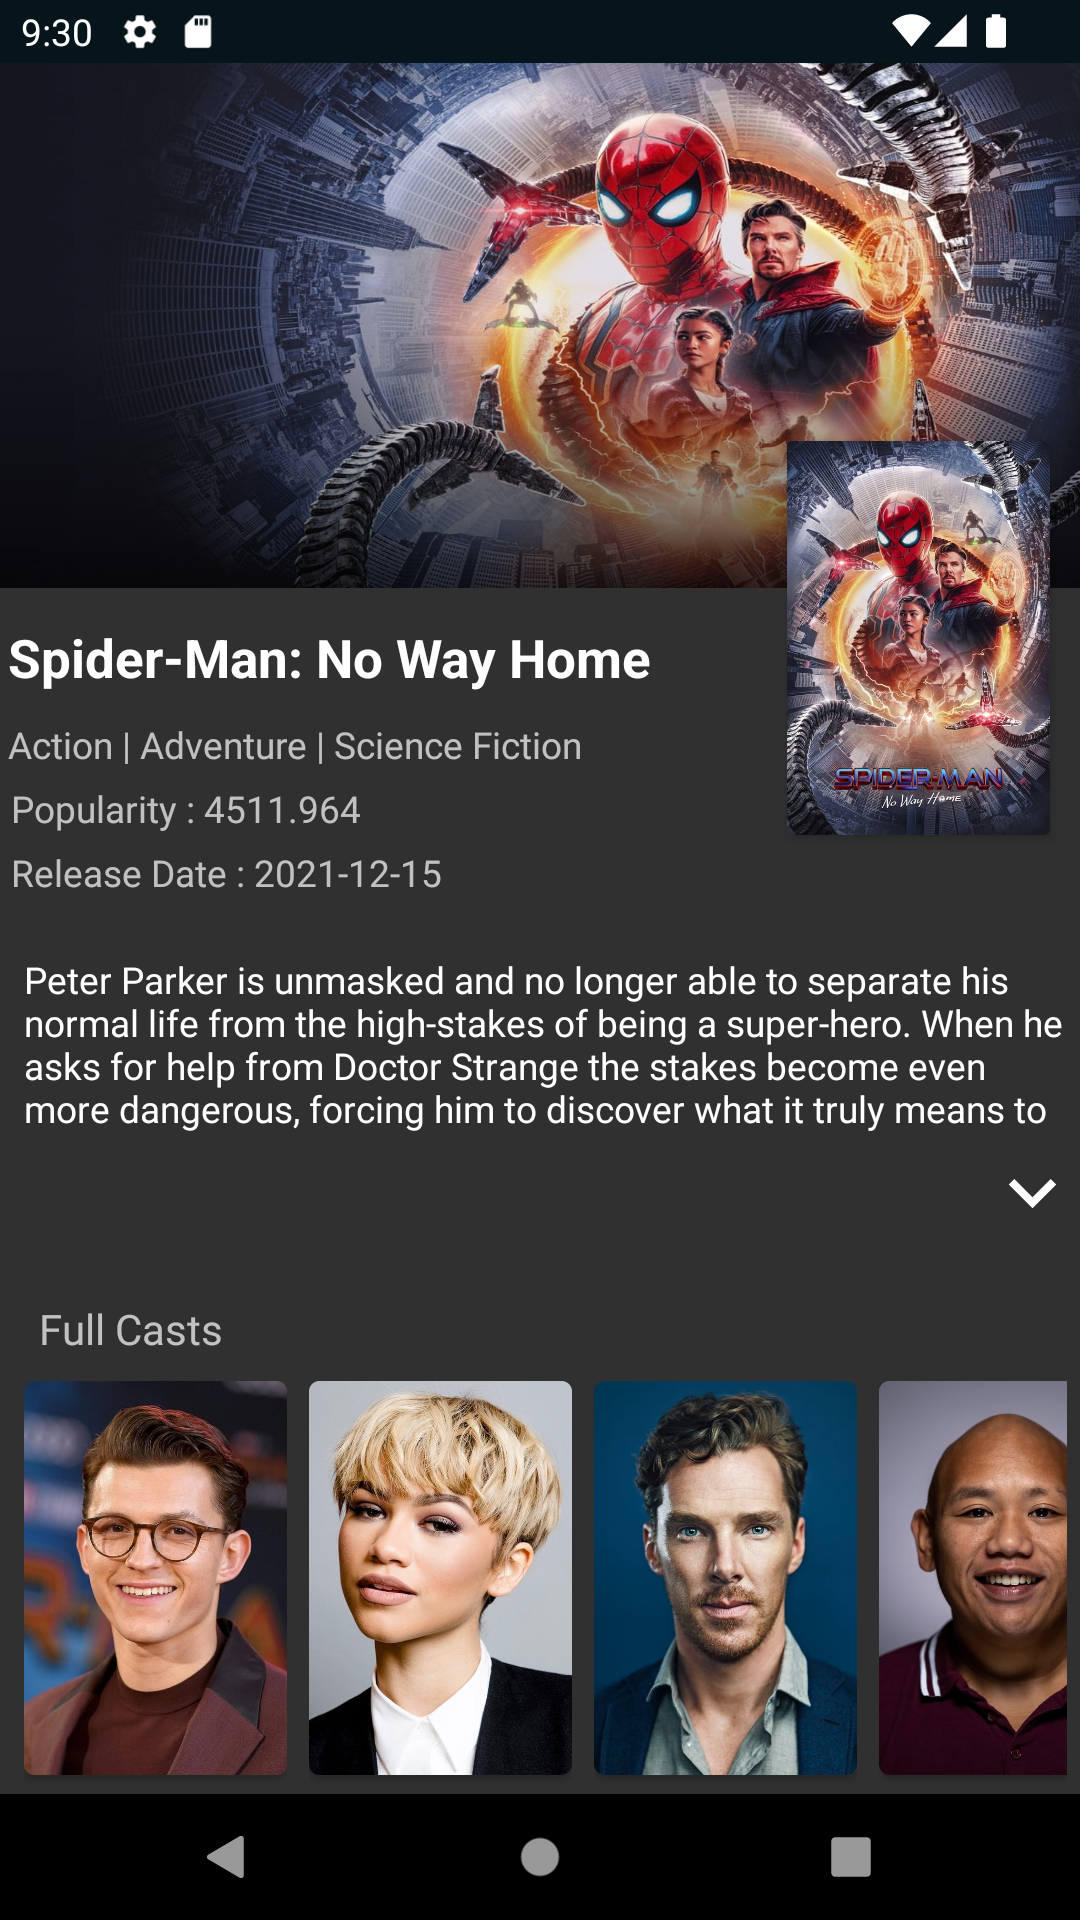 9:30
SPIDER-MAN
No Way Home
Spider-Man: No Way Home
Action | Adventure | Science Fiction
Popularity : 4511.964
Release Date : 2021-12-15
Peter Parker is unmasked and no longer able to separate his
normal life from the high-stakes of being a super-hero. When he
asks for help from Doctor Strange the stakes become even
more dangerous, forcing him to discover what it truly means to
Full Casts